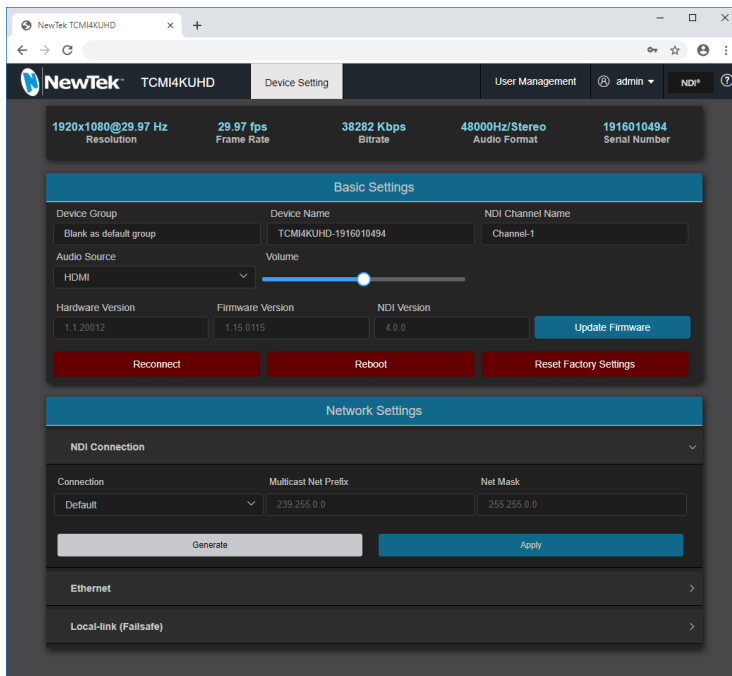 NewTek TCMI4KUHD
NewTek™ TCMI4KUHD Device Setting User Management admin NDI®
1920x1080@29.97 Hz 29.97 fps 38282 Kbps 48000Hz/Stereo 1916010494
Resolution Frame Rate Bitrate Audio Format Serial Number
Basic Settings
Device Group Device Name NDI Channel Name
Blank as default group TCMI4KUHD-1916010494 Channel-1
Audio Source Volume
HDMI
Hardware Version Firmware Version NDI Version
1.1.20012 1.15.0115 4.0.0 Update Firmware
Reconnect Reboot Reset Factory Settings
Network Settings
NDI Connection
Connection Multicast Net Prefix Net Mask
Default 239.255.0.0 255.255.0.0
Generate Apply
Ethernet
Local-link (Failsafe)